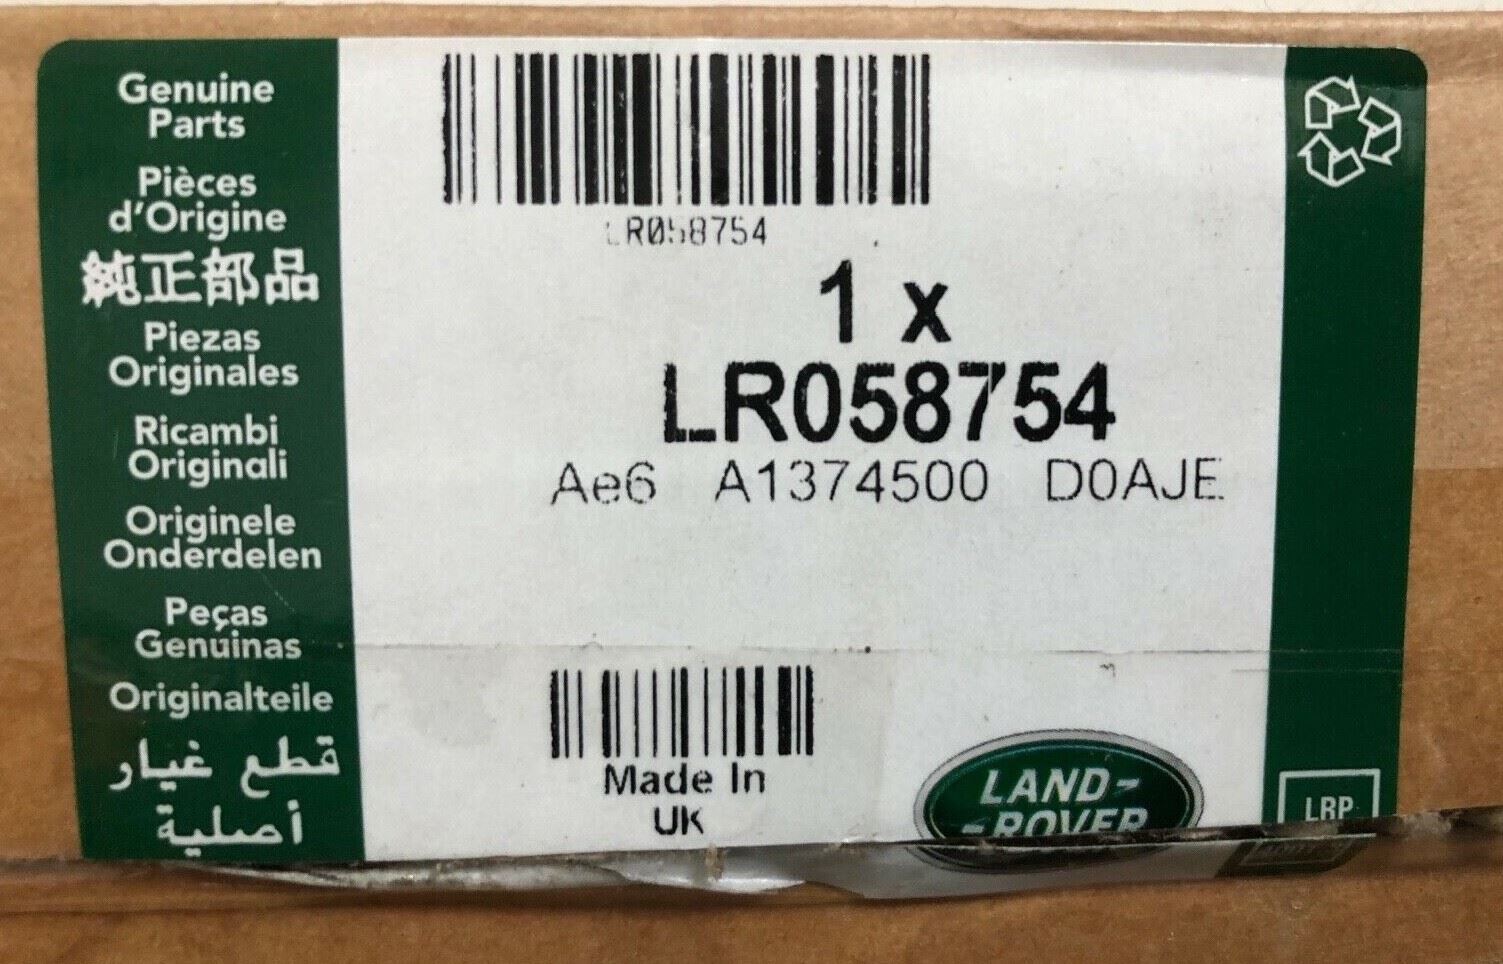 Genuine
Parts
Pièces
d'Origine
純正部品
Piezas
Originales
Ricambi
Originali
Originele
Onderdelen
Peças
Genuinas
Originalteile
قطع غيار
أصلية
LR058754
1 x
LR058754
Ae6 A1374500 D0AJE
Made In
UK
LAND-
-ROVER
LRP